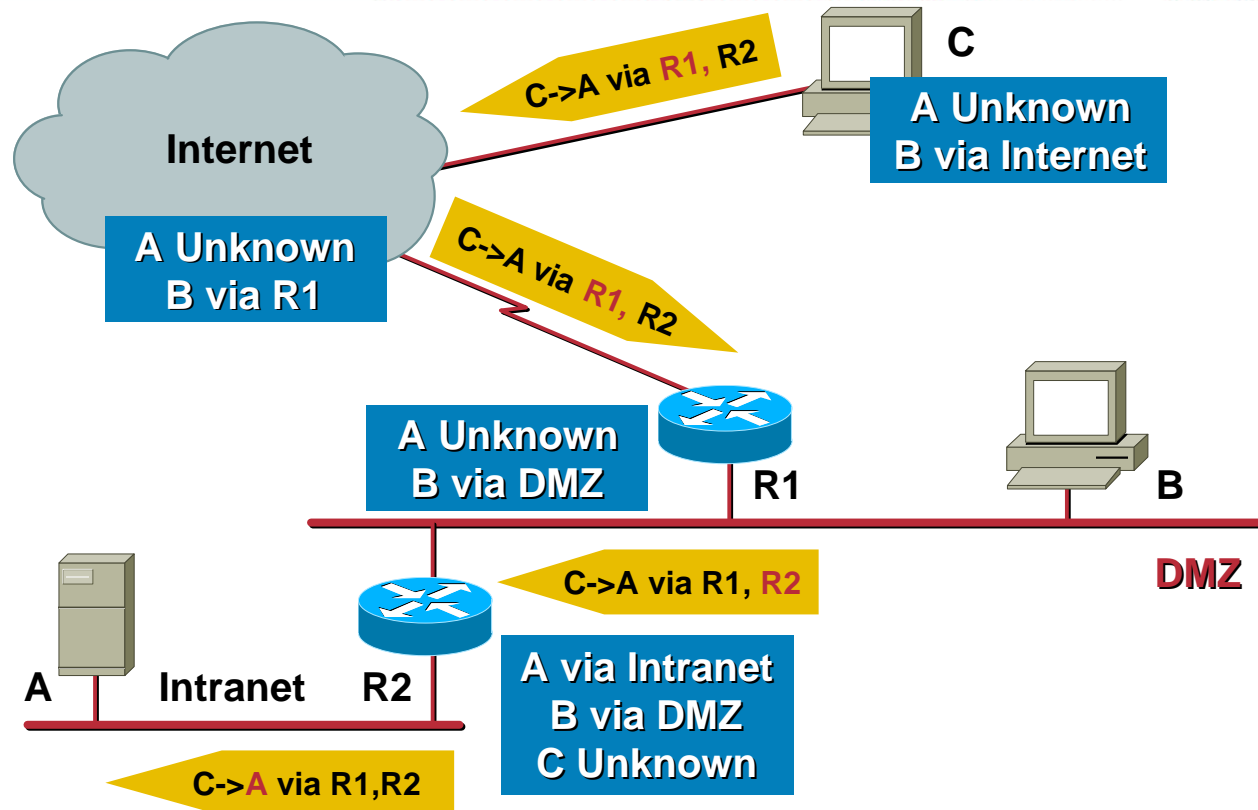 C
C->A via R1, R2
A Unknown
B via Internet
Internet
A Unknown
B via R1
C->A via R1, R2
A Unknown
B via DMZ
R1
B
DMZ
C->A via R1, R2
A
Intranet
R2
A via Intranet
B via DMZ
C Unknown
C->A via R1,R2